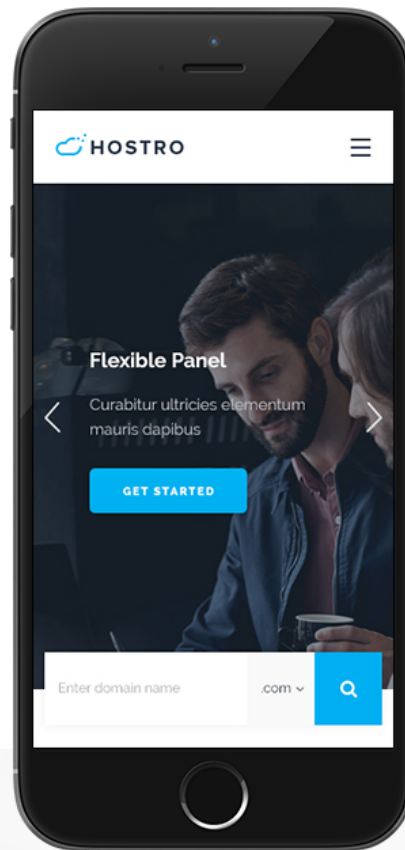 HOSTRO
Flexible Panel
Curabitur ultricies elementum
mauris dapibus
GET STARTED
Enter domain name
.com